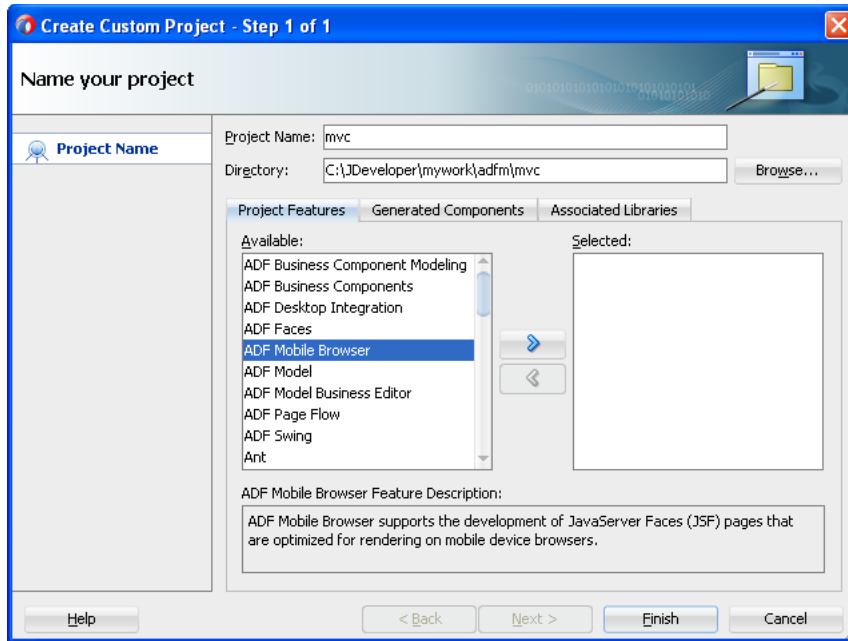 Create Custom Project - Step 1 of 1
Name your project
Project Name
Project Name: mvc
Directory: C:\JDeveloper\mywork\adfm\mvc Browse...
Project Features Generated Components Associated Libraries
Available: Selected:
ADF Business Component Modeling
ADF Business Components
ADF Desktop Integration
ADF Faces
ADF Mobile Browser
ADF Model
ADF Model Business Editor
ADF Page Flow
ADF Swing
Ant
ADF Mobile Browser Feature Description:
ADF Mobile Browser supports the development of JavaServer Faces (JSF) pages that
are optimized for rendering on mobile device browsers.
Help < Back Next > Finish Cancel